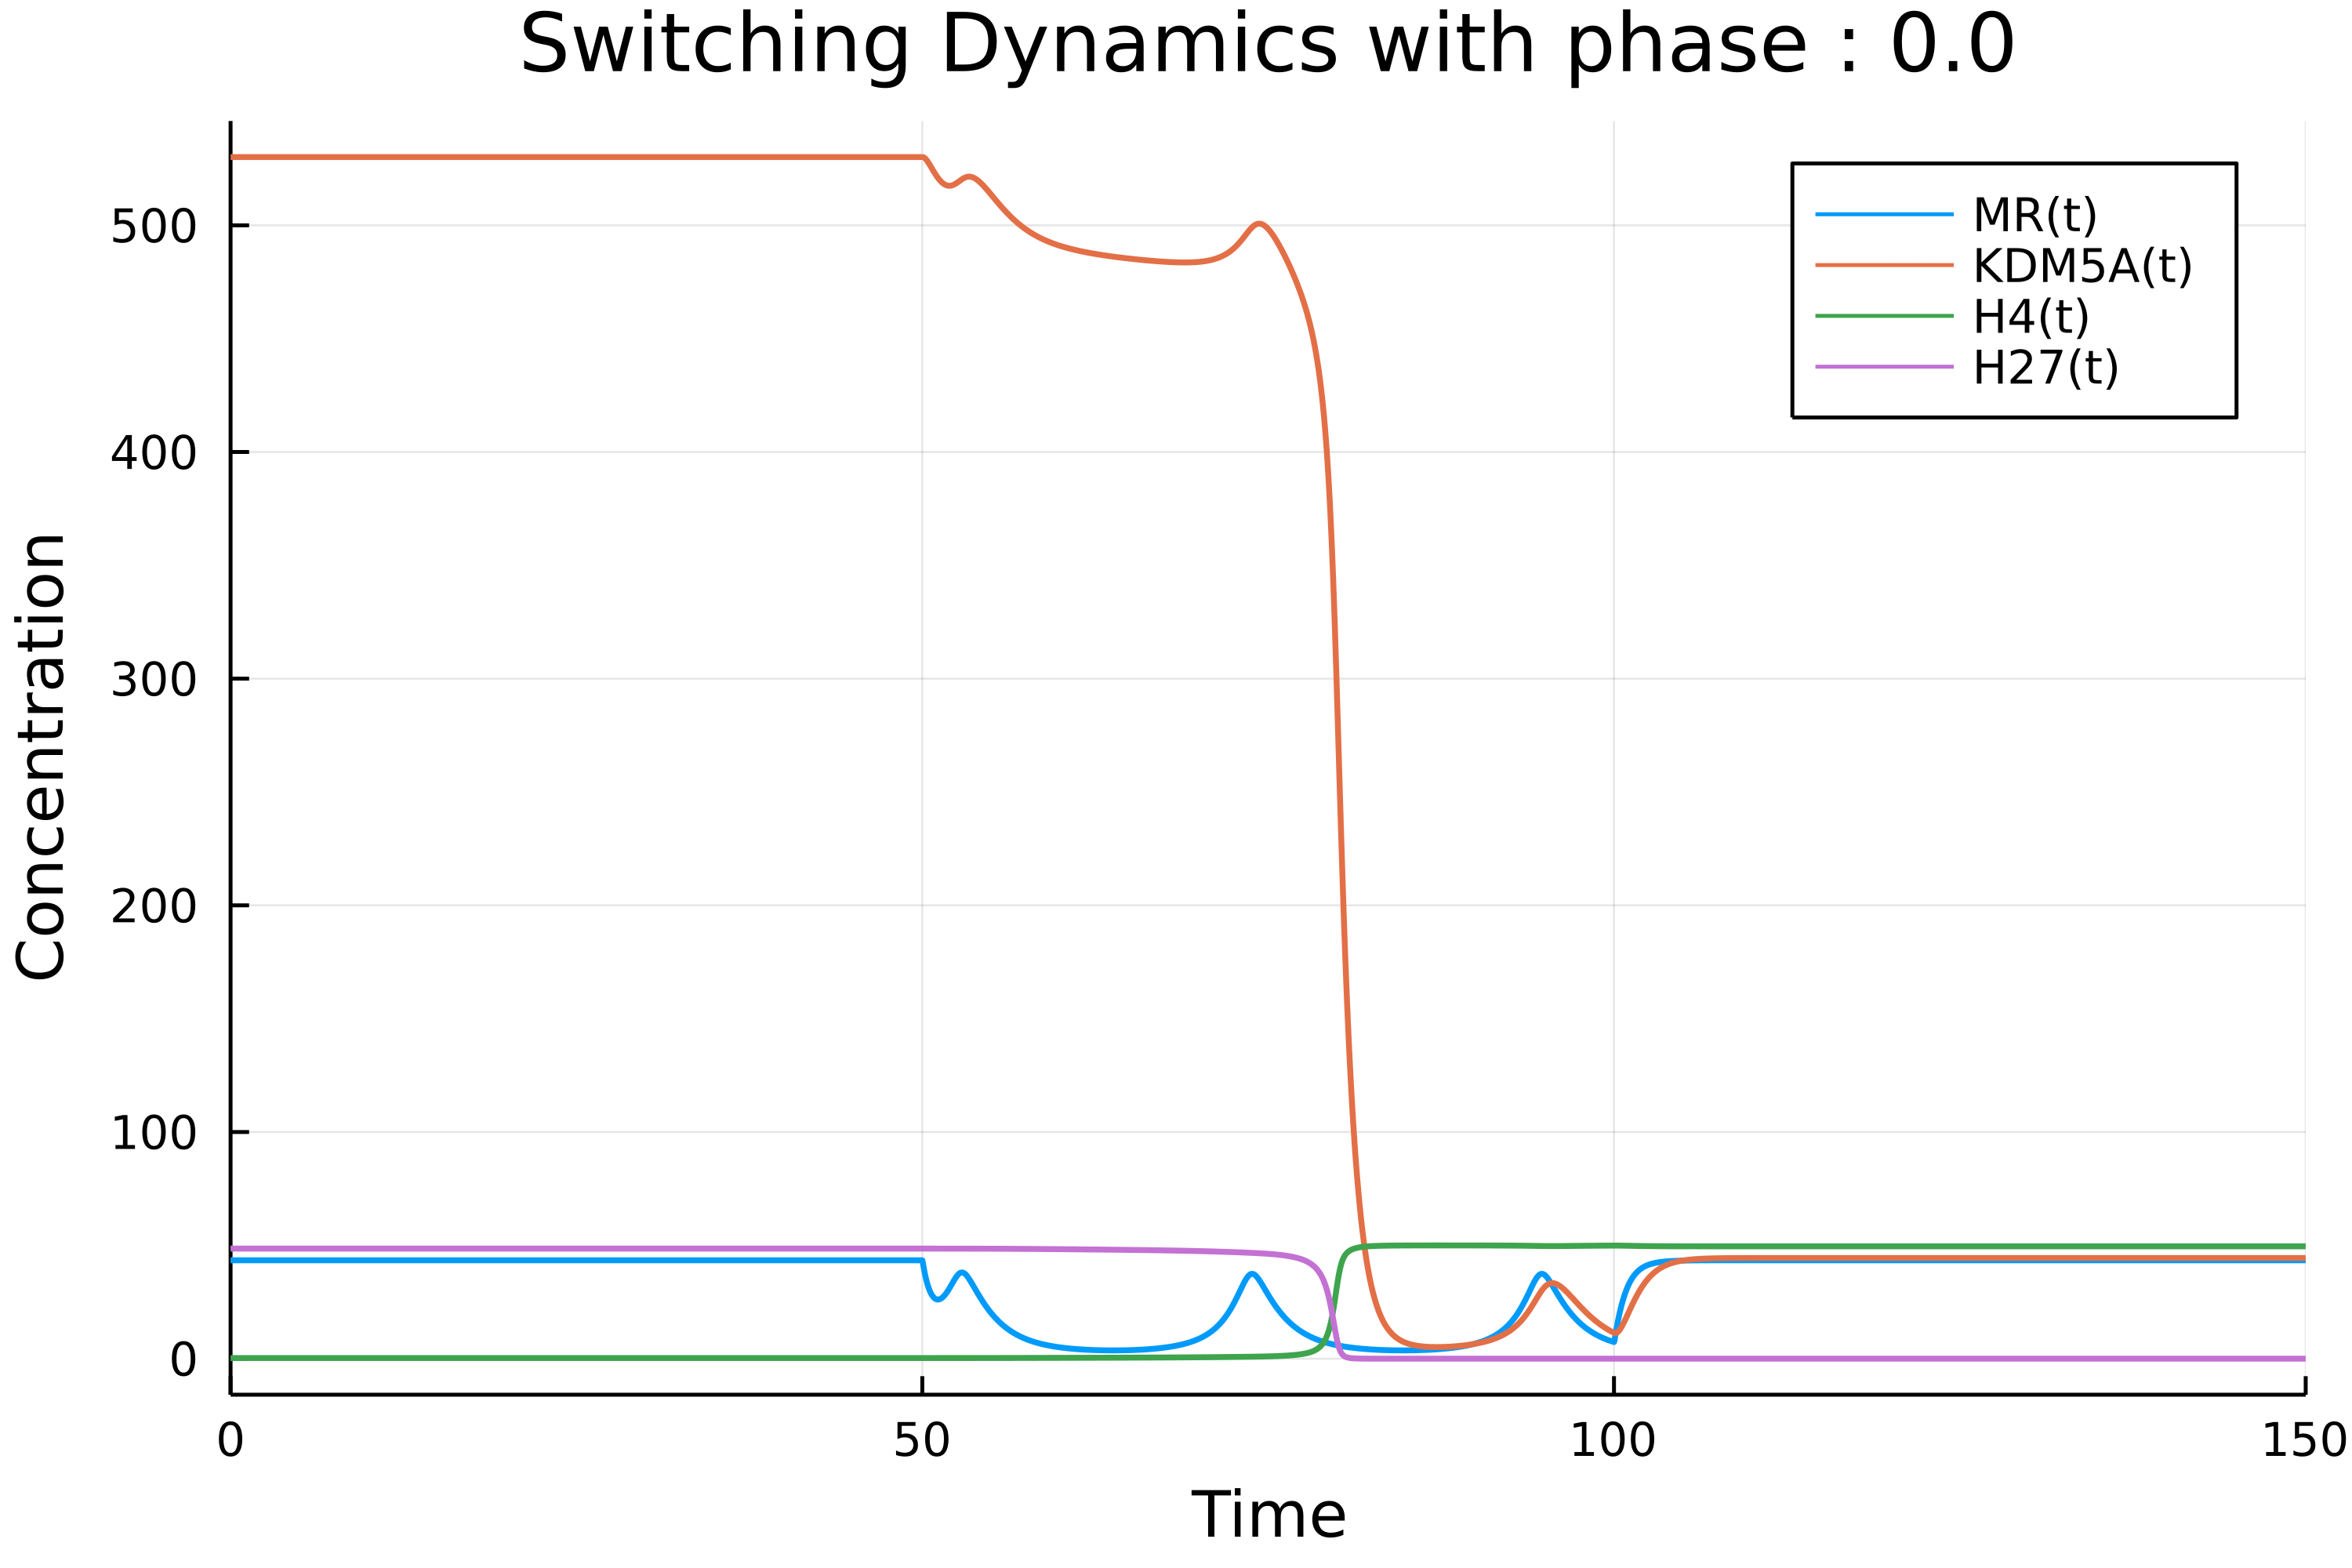 Switching Dynamics with phase : 0.0
MR(t)
KDM5A(t)
H4(t)
H27(t)
500
400
300
200
100
0
Concentration
0 50 100 150
Time